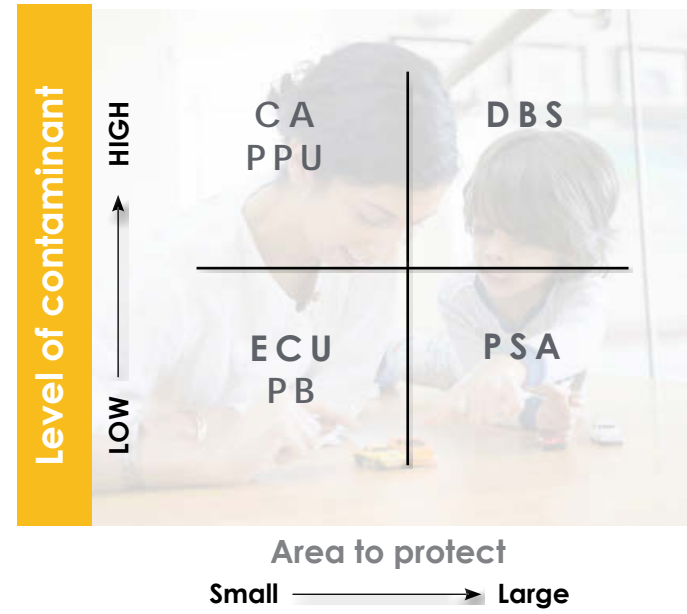 Level of contaminant
HIGH
LOW
CA
PPU
DBS
ECU
PB
PSA
Area to protect
Small
Large